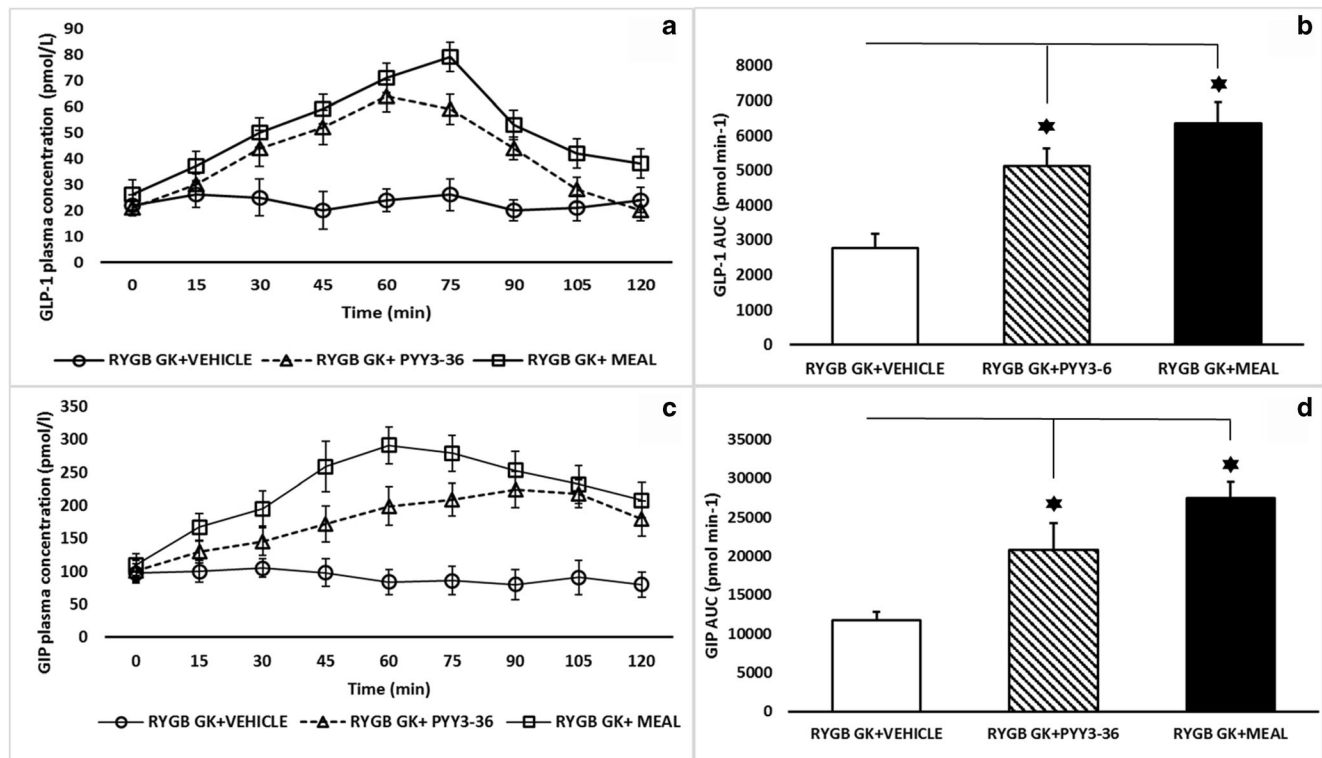 a
GLP-1 plasma concentration (pmol/L)
90
80
70
60
50
40
30
20
10
0
0 15 30 45 60 75 90 105 120
Time (min)
RYGB GK+VEHICLE RYGB GK+ PYY3-36 RYGB GK+ MEAL
b
GLP-1 AUC (pmol min-1)
8000
7000
6000
5000
4000
3000
2000
1000
0
RYGB GK+VEHICLE RYGB GK+PYY3-6 RYGB GK+MEAL
c
GIP plasma concentration (pmol/l)
350
300
250
200
150
100
50
0
0 15 30 45 60 75 90 105 120
Time (min)
RYGB GK+VEHICLE RYGB GK+ PYY3-36 RYGB GK+ MEAL
d
GIP AUC (pmol min-1)
35000
30000
25000
20000
15000
10000
5000
0
RYGB GK+VEHICLE RYGB GK+PYY3-36 RYGB GK+MEAL